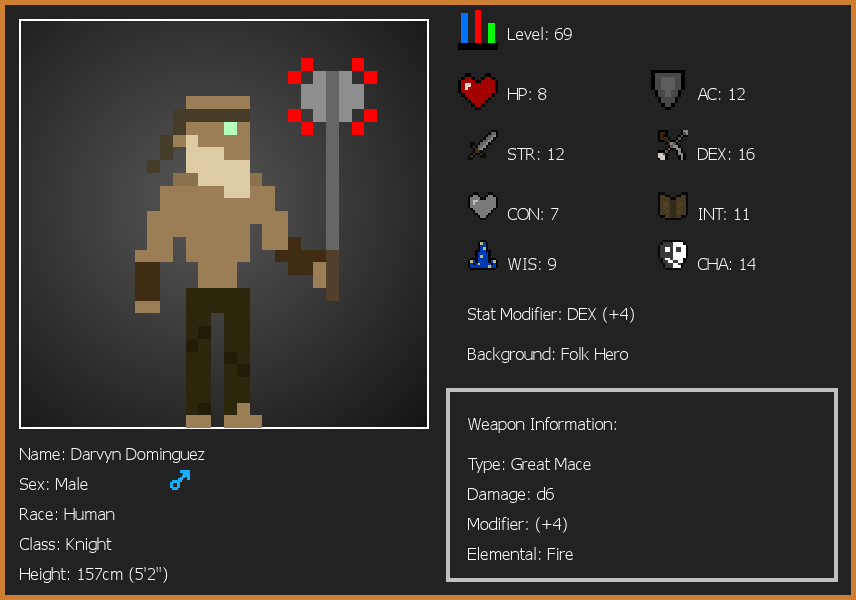 Level: 69
HP: 8
AC: 12
STR: 12
DEX: 16
CON: 7
INT: 11
WIS: 9
CHA: 14
Stat Modifier: DEX (+4)
Background: Folk Hero
Weapon Information:
Type: Great Mace
Damage: d6
Modifier: (+4)
Elemental: Fire
Name: Darvyn Dominguez
Sex: Male
Race: Human
Class: Knight
Height: 157cm (5'2")